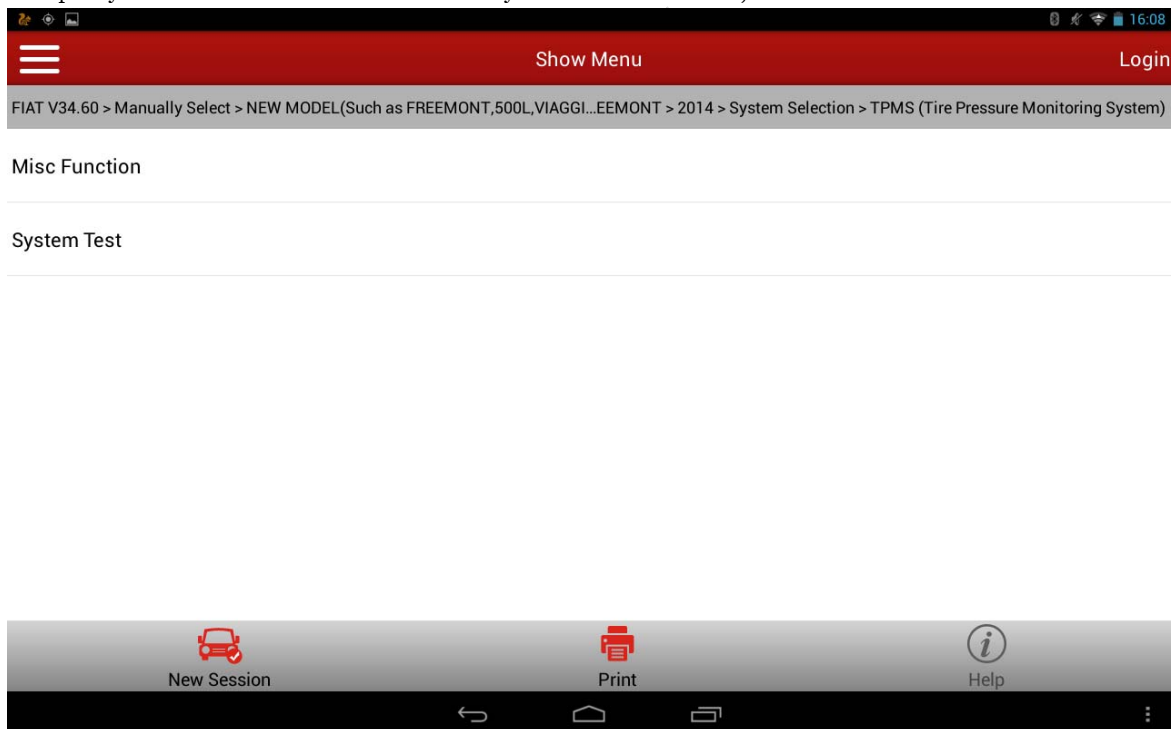 16:08
Show Menu
Login
FIAT V34.60 > Manually Select > NEW MODEL(Such as FREEMONT,500L,VIAGGI...EEMONT > 2014 > System Selection > TPMS (Tire Pressure Monitoring System)
Misc Function
System Test
New Session
Print
Help